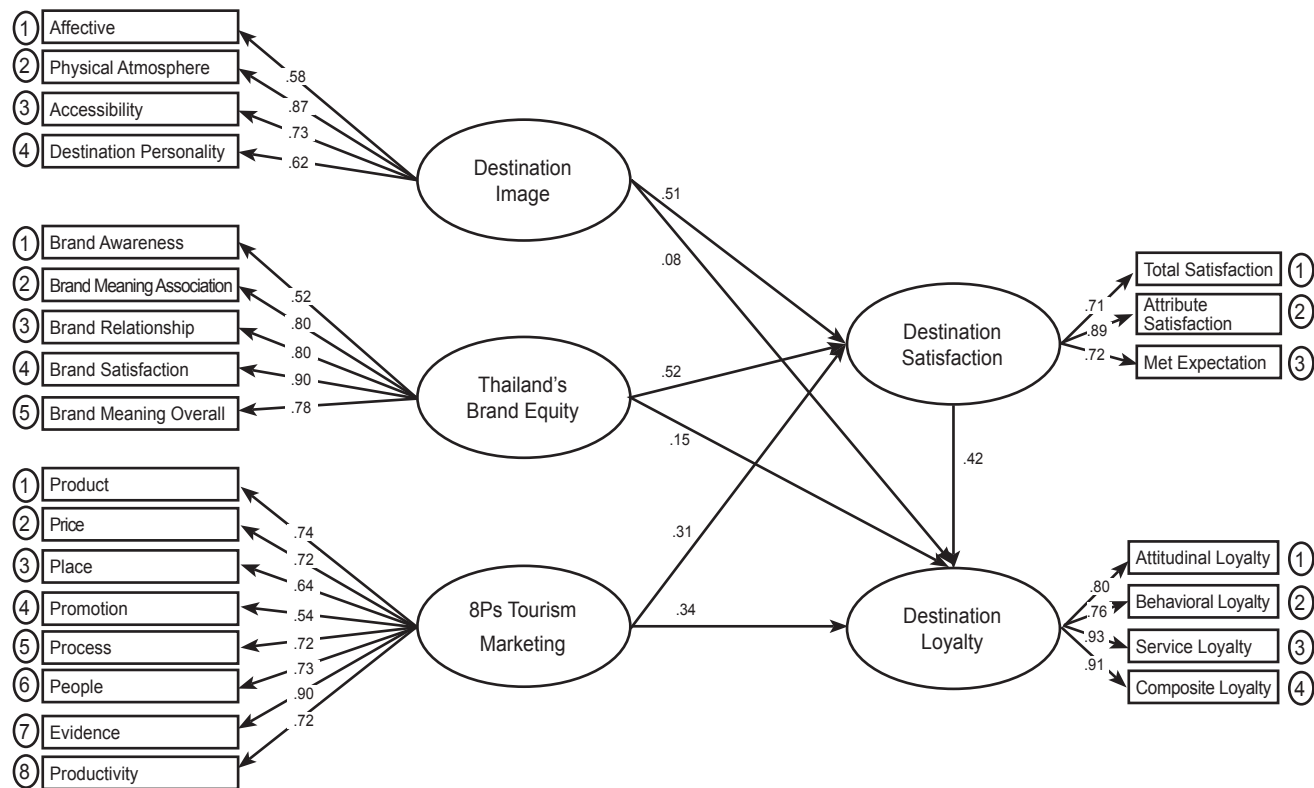 1 Affective
2 Physical Atmosphere
3 Accessibility
4 Destination Personality
.58
.87
.73
.62
Destination
Image
1 Brand Awareness
2 Brand Meaning Association
3 Brand Relationship
4 Brand Satisfaction
5 Brand Meaning Overall
.52
.80
.80
.90
.78
Thailand's
Brand Equity
1 Product
2 Price
3 Place
4 Promotion
5 Process
6 People
7 Evidence
8 Productivity
.74
.72
.64
.54
.72
.73
.90
.72
8Ps Tourism
Marketing
.51
.08
.52
.15
.31
.34
Destination
Satisfaction
.42
Destination
Loyalty
.71
.89
.72
Total Satisfaction 1
Attribute
Satisfaction 2
Met Expectation 3
.80
.76
.93
.91
Attitudinal Loyalty 1
Behavioral Loyalty 2
Service Loyalty 3
Composite Loyalty 4